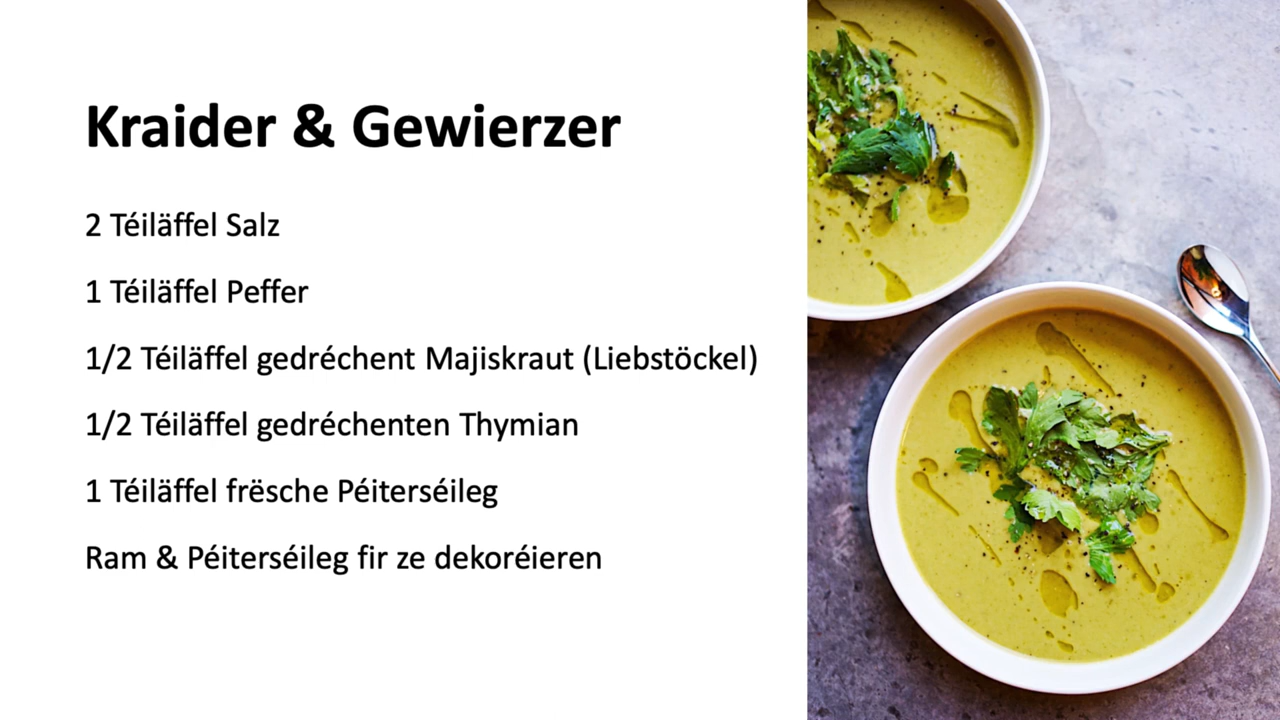 Kraider & Gewierzer
2 Téiläffel Salz
1 Téiläffel Peffer
1/2 Téiläffel gedréchent Majiskraut (Liebstöckel)
1/2 Téiläffel gedréchenten Thymian
1 Téiläffel frësche Péiterséileg
Ram & Péiterséileg fir ze dekoréieren